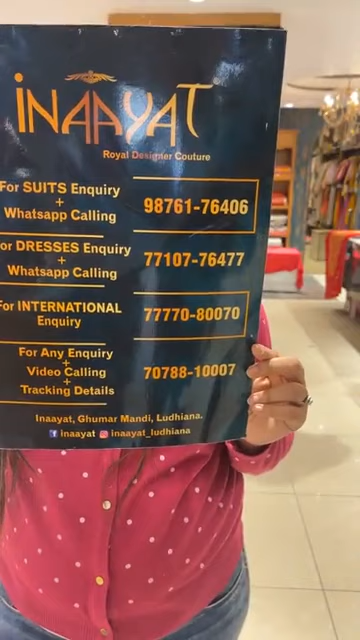 INAAYAT
Royal Designer Couture
For SUITS Enquiry
+
Whatsapp Calling
98761-76406
For DRESSES Enquiry
+
Whatsapp Calling
77107-76477
For INTERNATIONAL
Enquiry
77770-80070
For Any Enquiry
+
Video Calling
+
Tracking Details
70788-10007
Inaayat, Ghumar Mandi, Ludhiana.
inaayat inaayat_ludhiana